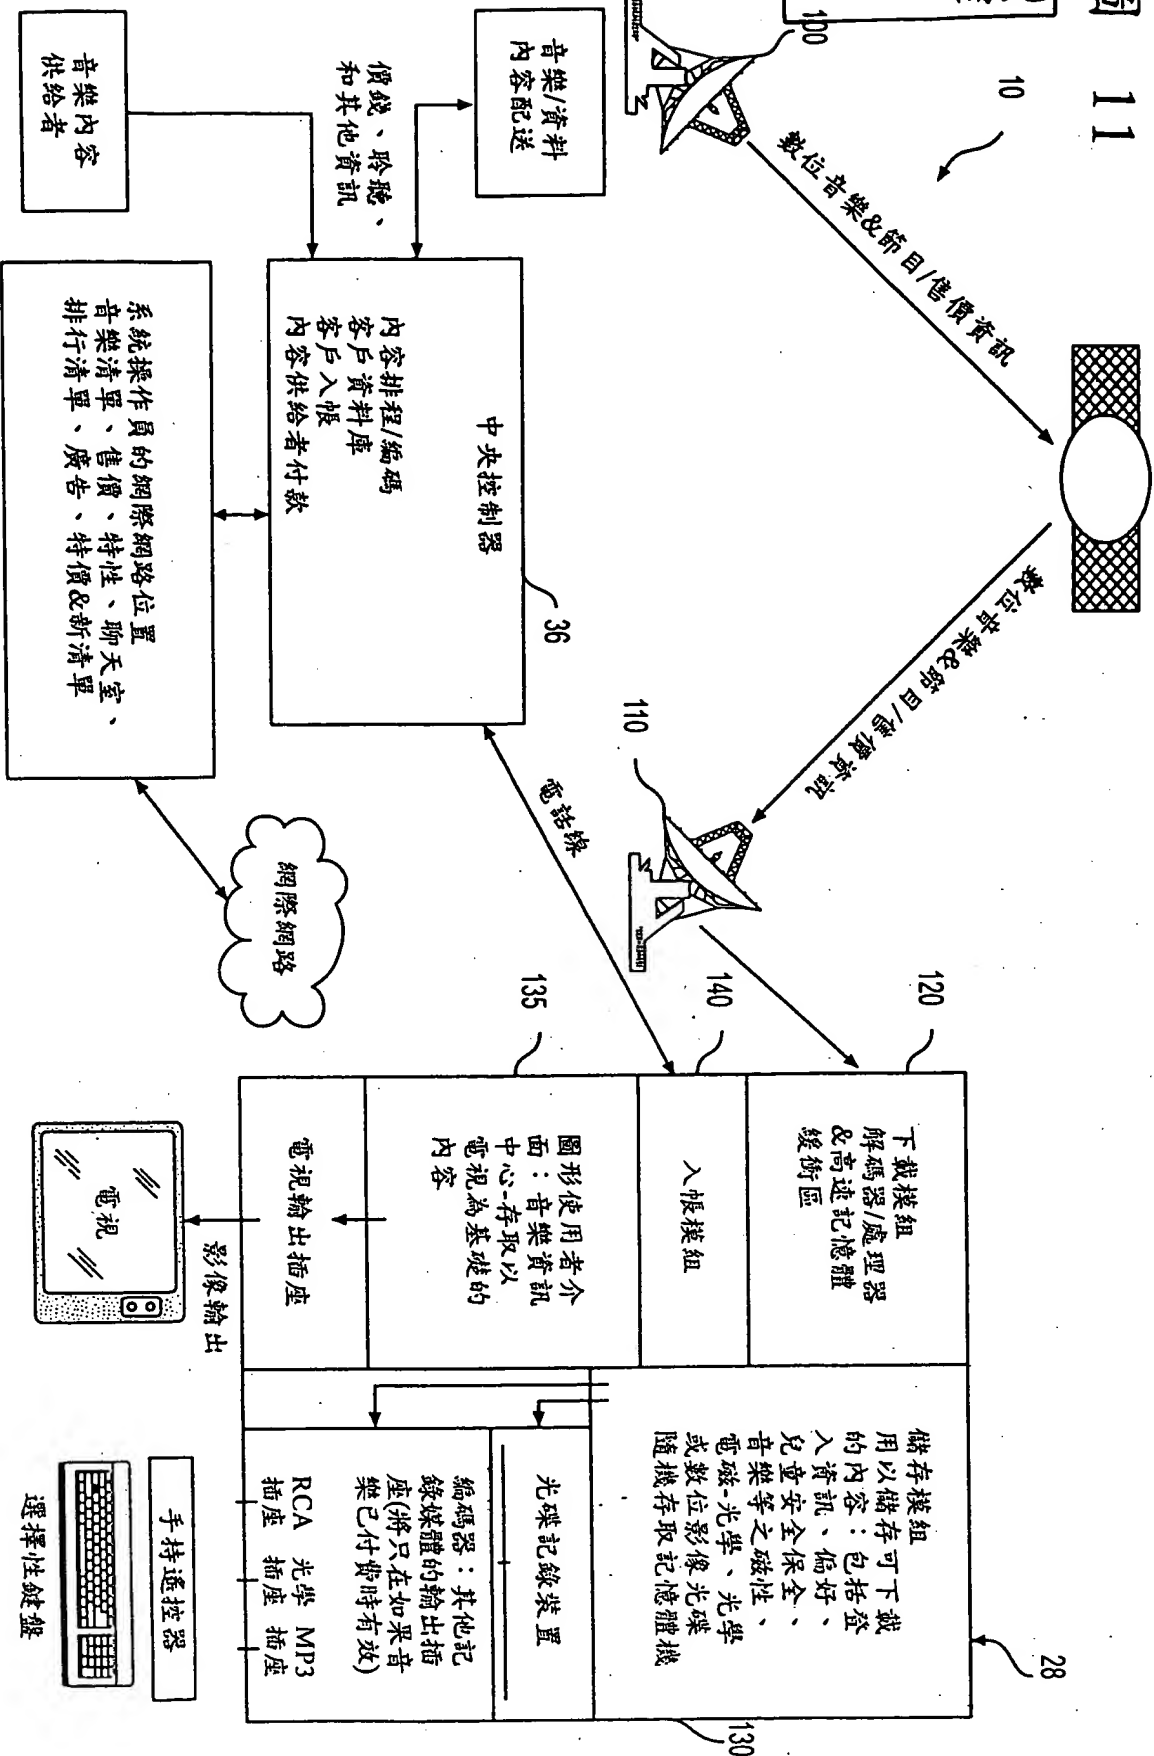 圖 11
10
100
數位音樂&節目/售價資訊
數位音樂&節目/售價資訊
110
音樂/資料
內容配送
價錢、聆聽、
和其他資訊
音樂內容
供給者
中央控制器
內容排程/編碼
客戶資料庫
客戶入帳
內容供給者付款
36
系統操作員的網際網路位置
音樂清單、售價、特性、聊天室、
排行清單、廣告、特價&新清單
網際網路
電話線
120
140
135
下載模組
解碼器/處理器
&高速記憶體
緩衝區
入帳模組
圖形使用者介
面：音樂資訊
中心-存取以
電視為基礎的
內容
電視輸出插座
影像輸出
電視
28
儲存模組
用以儲存可下載
的內容：包括登
入資訊、偏好、
兒童安全保全、
音樂等之磁性、
電磁-光學、光學
或數位影像光碟
隨機存取記憶體機
130
光碟記錄裝置
編碼器：其他記
錄媒體的輸出插
座(將只在如果音
樂已付費時有效)
RCA 光學 MP3
插座 插座 插座
手持遙控器
選擇性鍵盤